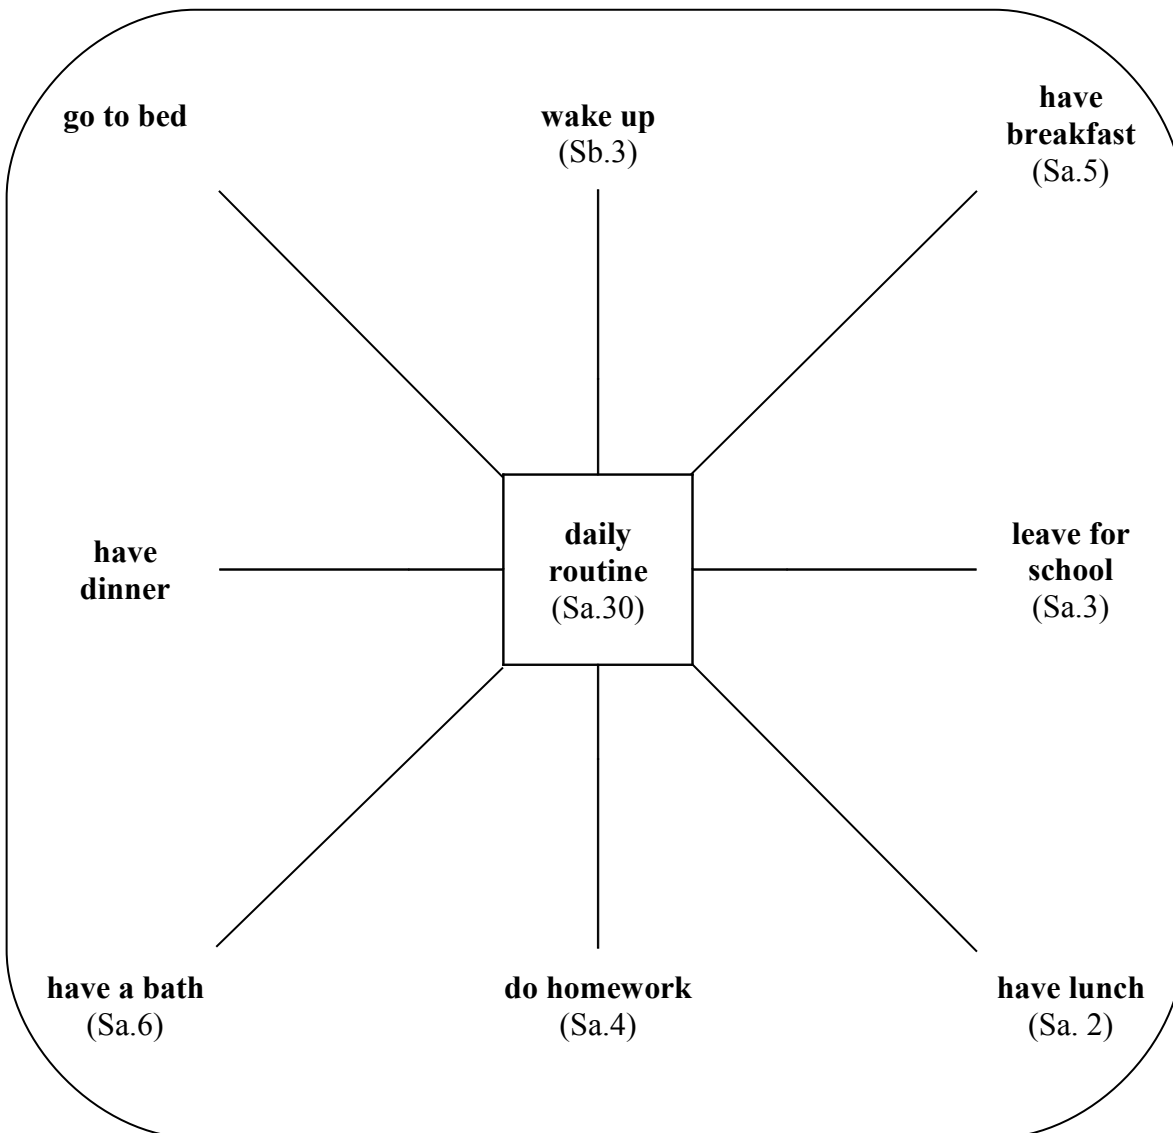 go to bed
wake up
(Sb.3)
have
breakfast
(Sa.5)
have
dinner
daily
routine
(Sa.30)
leave for
school
(Sa.3)
have a bath
(Sa.6)
do homework
(Sa.4)
have lunch
(Sa. 2)